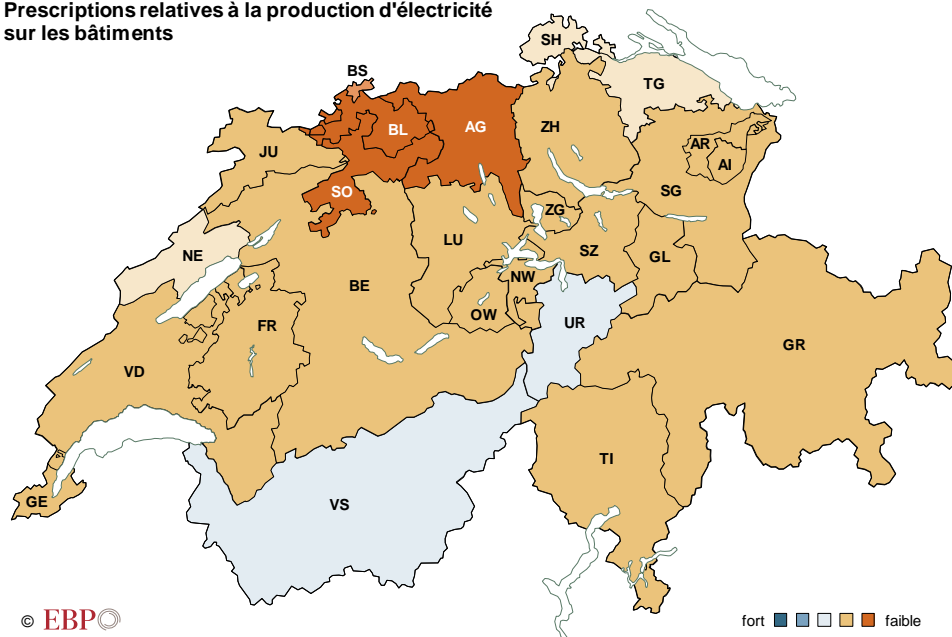 Prescriptions relatives à la production d'électricité
sur les bâtiments
SH
BS
TG
BL
AG
ZH
JU
AR
AI
SO
SG
ZG
LU
NE
SZ
GL
NW
BE
OW
FR
UR
GR
VD
TI
GE
VS
© EBP
fort faible